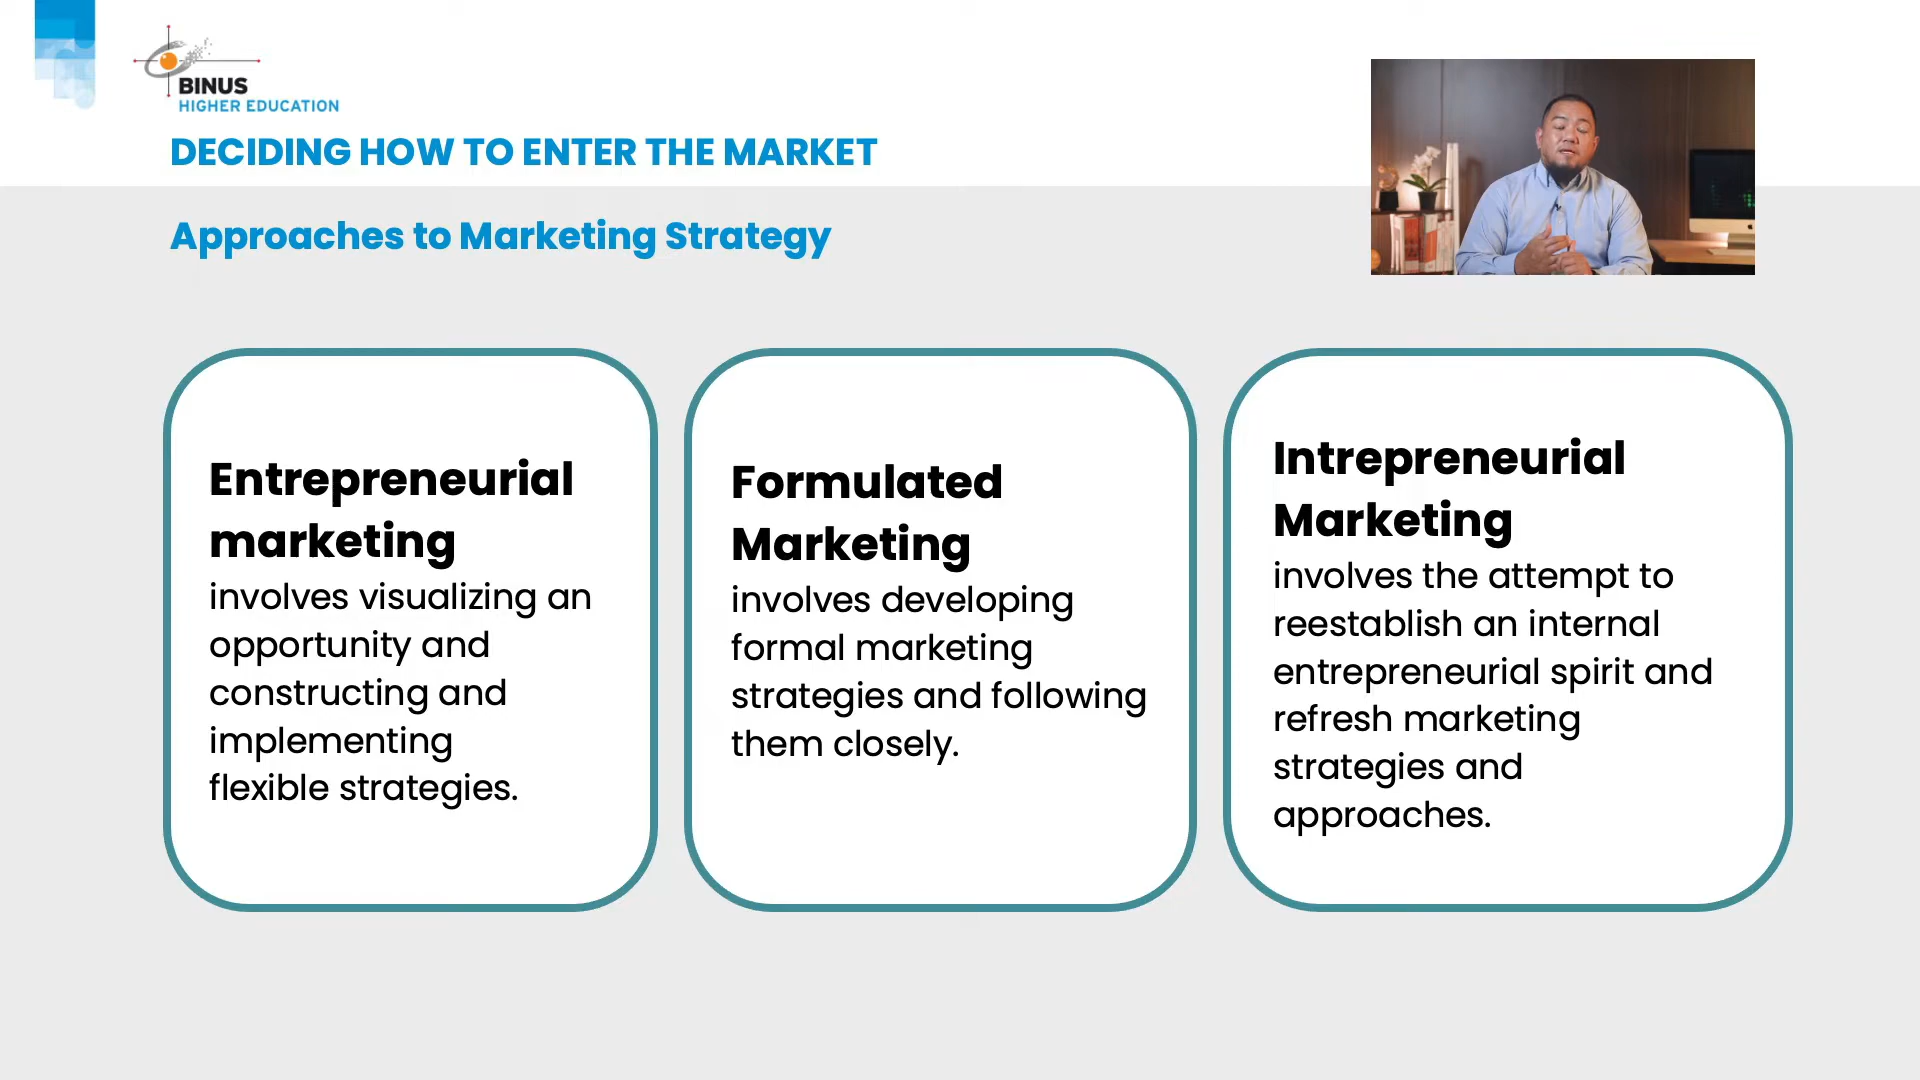 BINUS
HIGHER EDUCATION
DECIDING HOW TO ENTER THE MARKET
Approaches to Marketing Strategy
Entrepreneurial
marketing
involves visualizing an
opportunity and
constructing and
implementing
flexible strategies.
Formulated
Marketing
involves developing
formal marketing
strategies and following
them closely.
Intrepreneurial
Marketing
involves the attempt to
reestablish an internal
entrepreneurial spirit and
refresh marketing
strategies and
approaches.